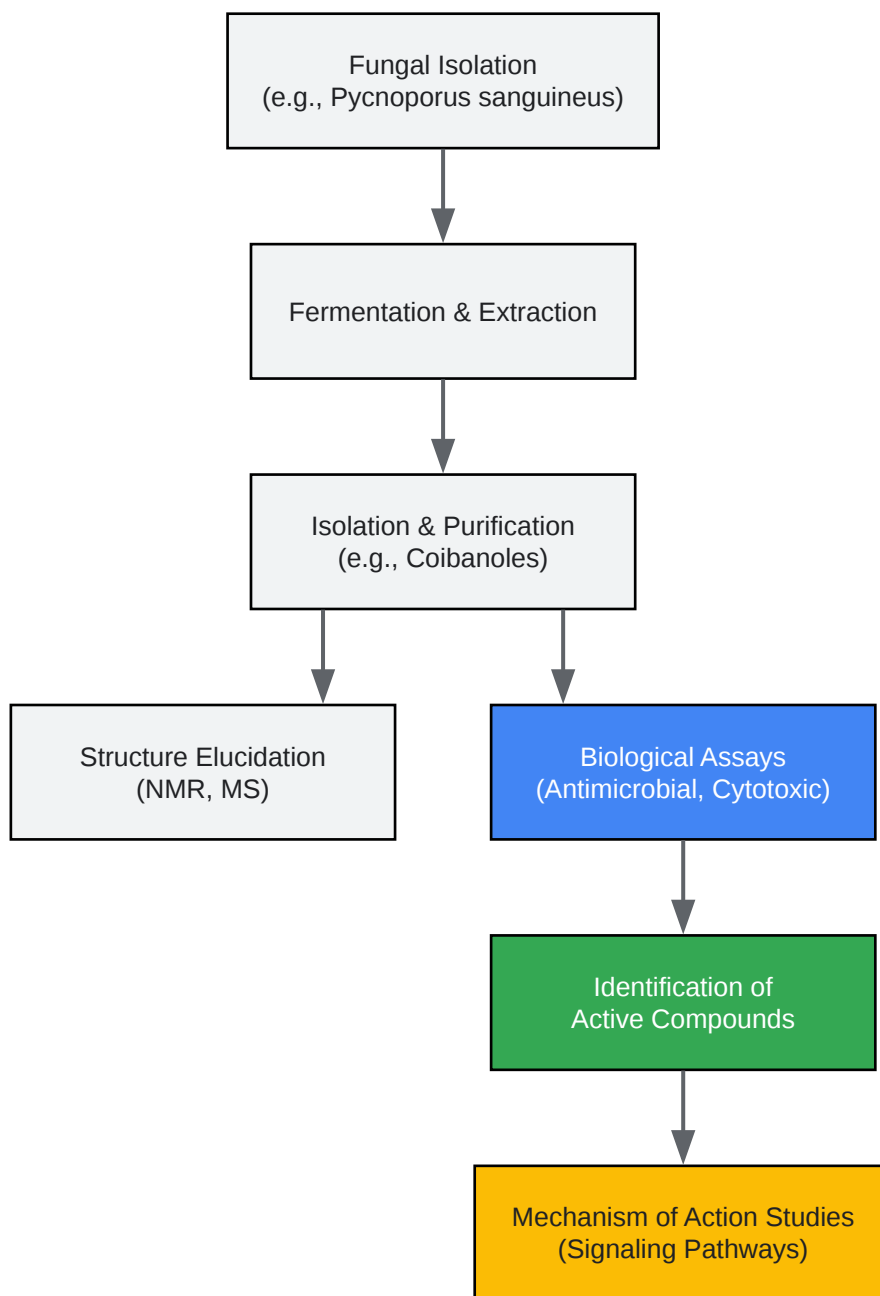 Fungal Isolation
(e.g., Pycnoporus sanguineus)
Fermentation & Extraction
Isolation & Purification
(e.g., Coibanoles)
Structure Elucidation
(NMR, MS)
Biological Assays
(Antimicrobial, Cytotoxic)
Identification of
Active Compounds
Mechanism of Action Studies
(Signaling Pathways)